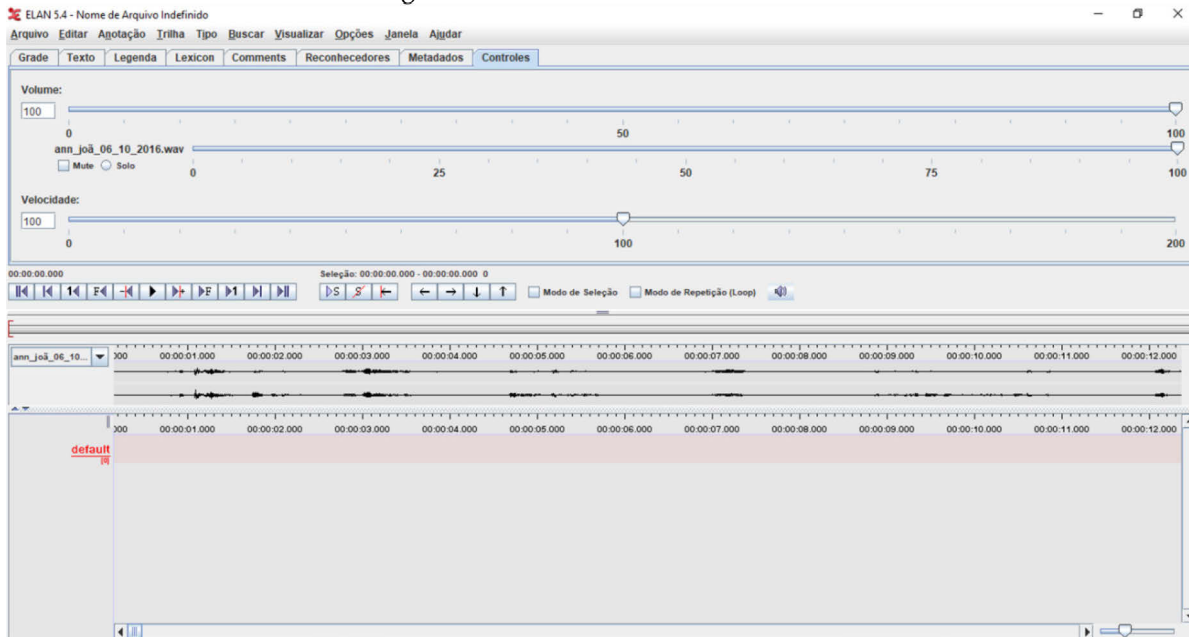 ELAN 5.4 - Nome de Arquivo Indefinido
Arquivo Editar Anotação Trilha Tipo Buscar Visualizar Opções Janela Ajudar
Grade Texto Legenda Lexicon Comments Reconhecedores Metadados Controles
Volume:
100
0 50 100
ann_joã_06_10_2016.wav
Mute Solo
0 25 50 75 100
Velocidade:
100
0 100 200
00:00:00.000 Seleção: 00:00:00.000 - 00:00:00.000 0
1 F F 1 S S Modo de Seleção Modo de Repetição (Loop)
ann_joã_06_10... 000 00:00:01.000 00:00:02.000 00:00:03.000 00:00:04.000 00:00:05.000 00:00:06.000 00:00:07.000 00:00:08.000 00:00:09.000 00:00:10.000 00:00:11.000 00:00:12.000
000 00:00:01.000 00:00:02.000 00:00:03.000 00:00:04.000 00:00:05.000 00:00:06.000 00:00:07.000 00:00:08.000 00:00:09.000 00:00:10.000 00:00:11.000 00:00:12.000
default
[0]